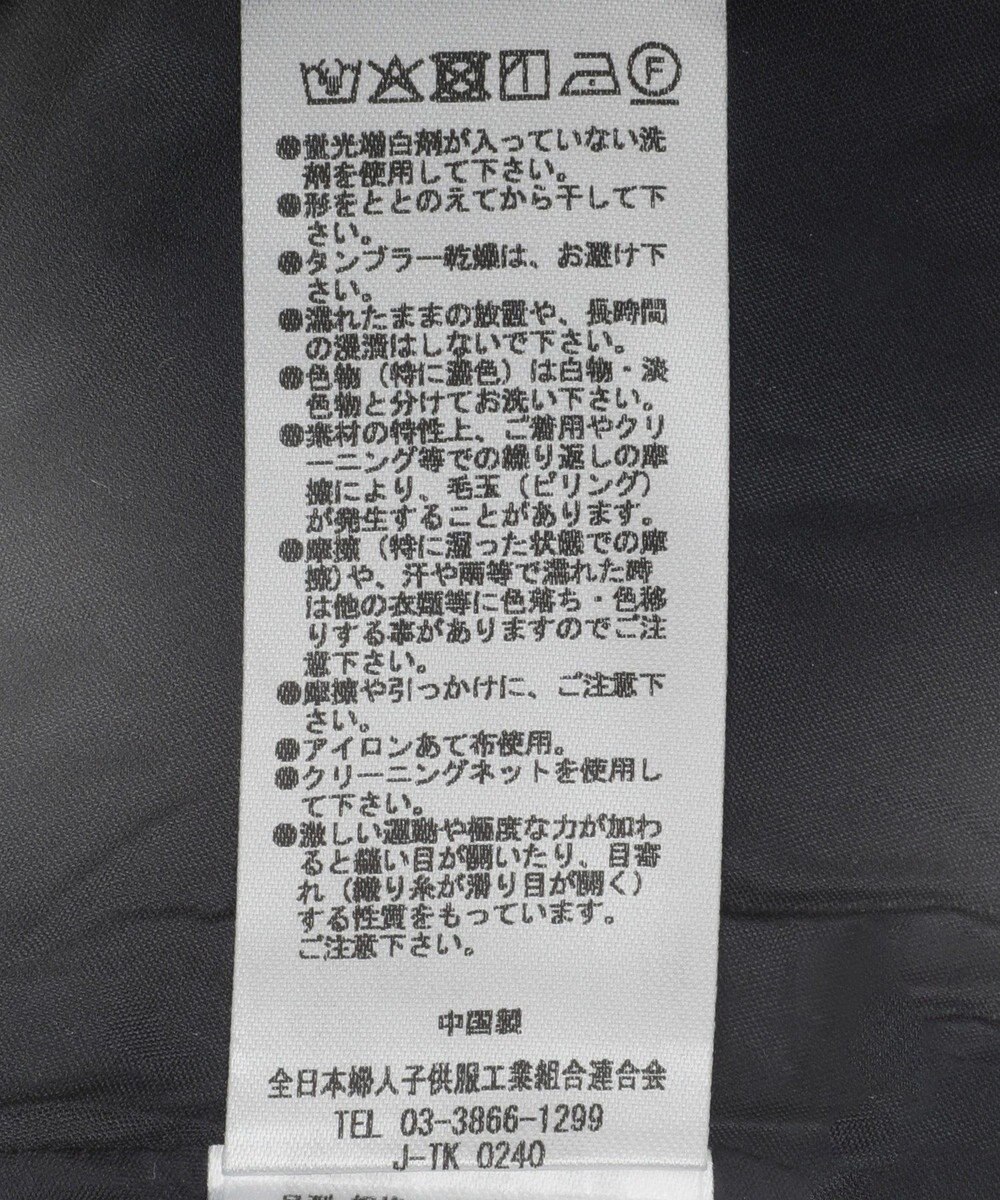 ●蛍光増白剤が入っていない洗
剤を使用して下さい。
●形をととのえてから干して下
さい。
●タンブラー乾燥は、お避け下
さい。
●濡れたままの放置や、長時間
の浸漬はしないで下さい。
●色物（特に濃色）は白物・淡
色物と分けてお洗い下さい。
●素材の特性上、ご着用やクリ
ーニング等での繰り返しの摩
擦により、毛玉（ピリング）
が発生することがあります。
●摩擦（特に湿った状態での摩
擦）や、汗や雨等で濡れた時
は他の衣類等に色落ち・色移
りする事がありますのでご注
意下さい。
●摩擦や引っかけに、ご注意下
さい。
●アイロンあて布使用。
●クリーニングネットを使用し
て下さい。
●激しい運動や極度な力が加わ
ると縫い目が開いたり、目寄
れ（織り糸が滑り目が開く）
する性質をもっています。
ご注意下さい。
中国製
全日本婦人子供服工業組合連合会
TEL 03-3866-1299
J-TK 0240